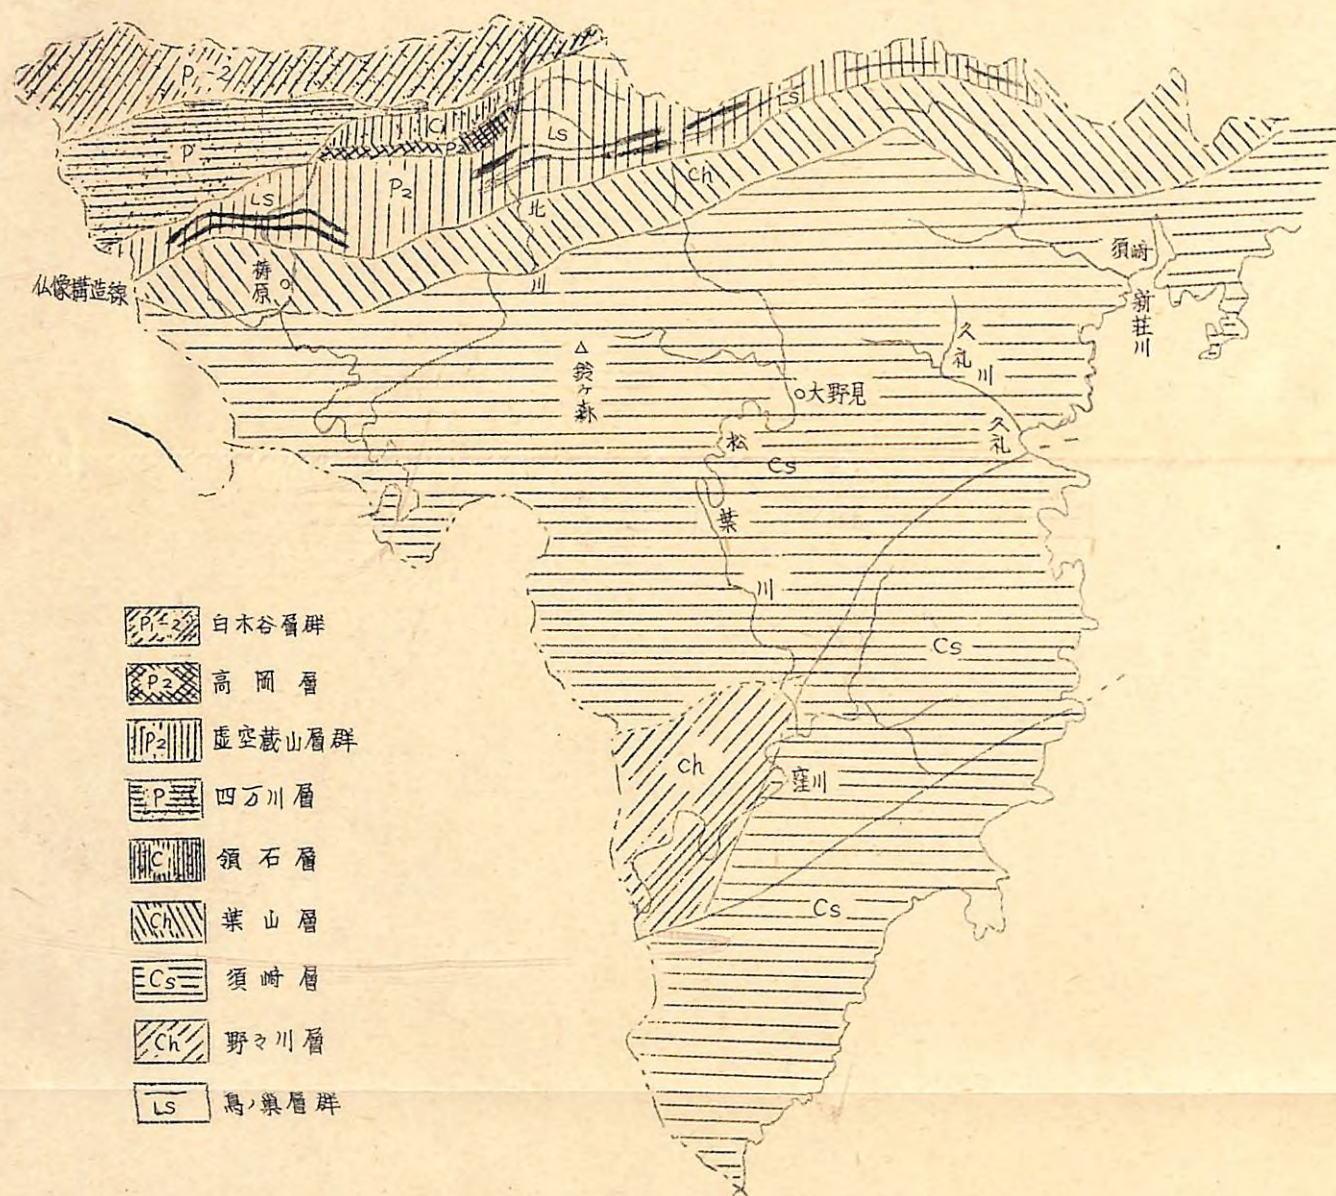 P₁-2
C
P₂
LS
P
LS
P₂
LS
Ch
北川
仏像構造線
梼原
須崎
新荘川
△
鈴ヶ森
久礼川
大野見
久礼
松葉川
Cs
Cs
Ch
窪川
Cs
P₁-2 白木谷層群
P₂ 高岡層
P₂ 虚空蔵山層群
P 四万川層
C 領石層
Ch 葉山層
Cs 須崎層
Ch 野々川層
LS 鳥ノ巣層群